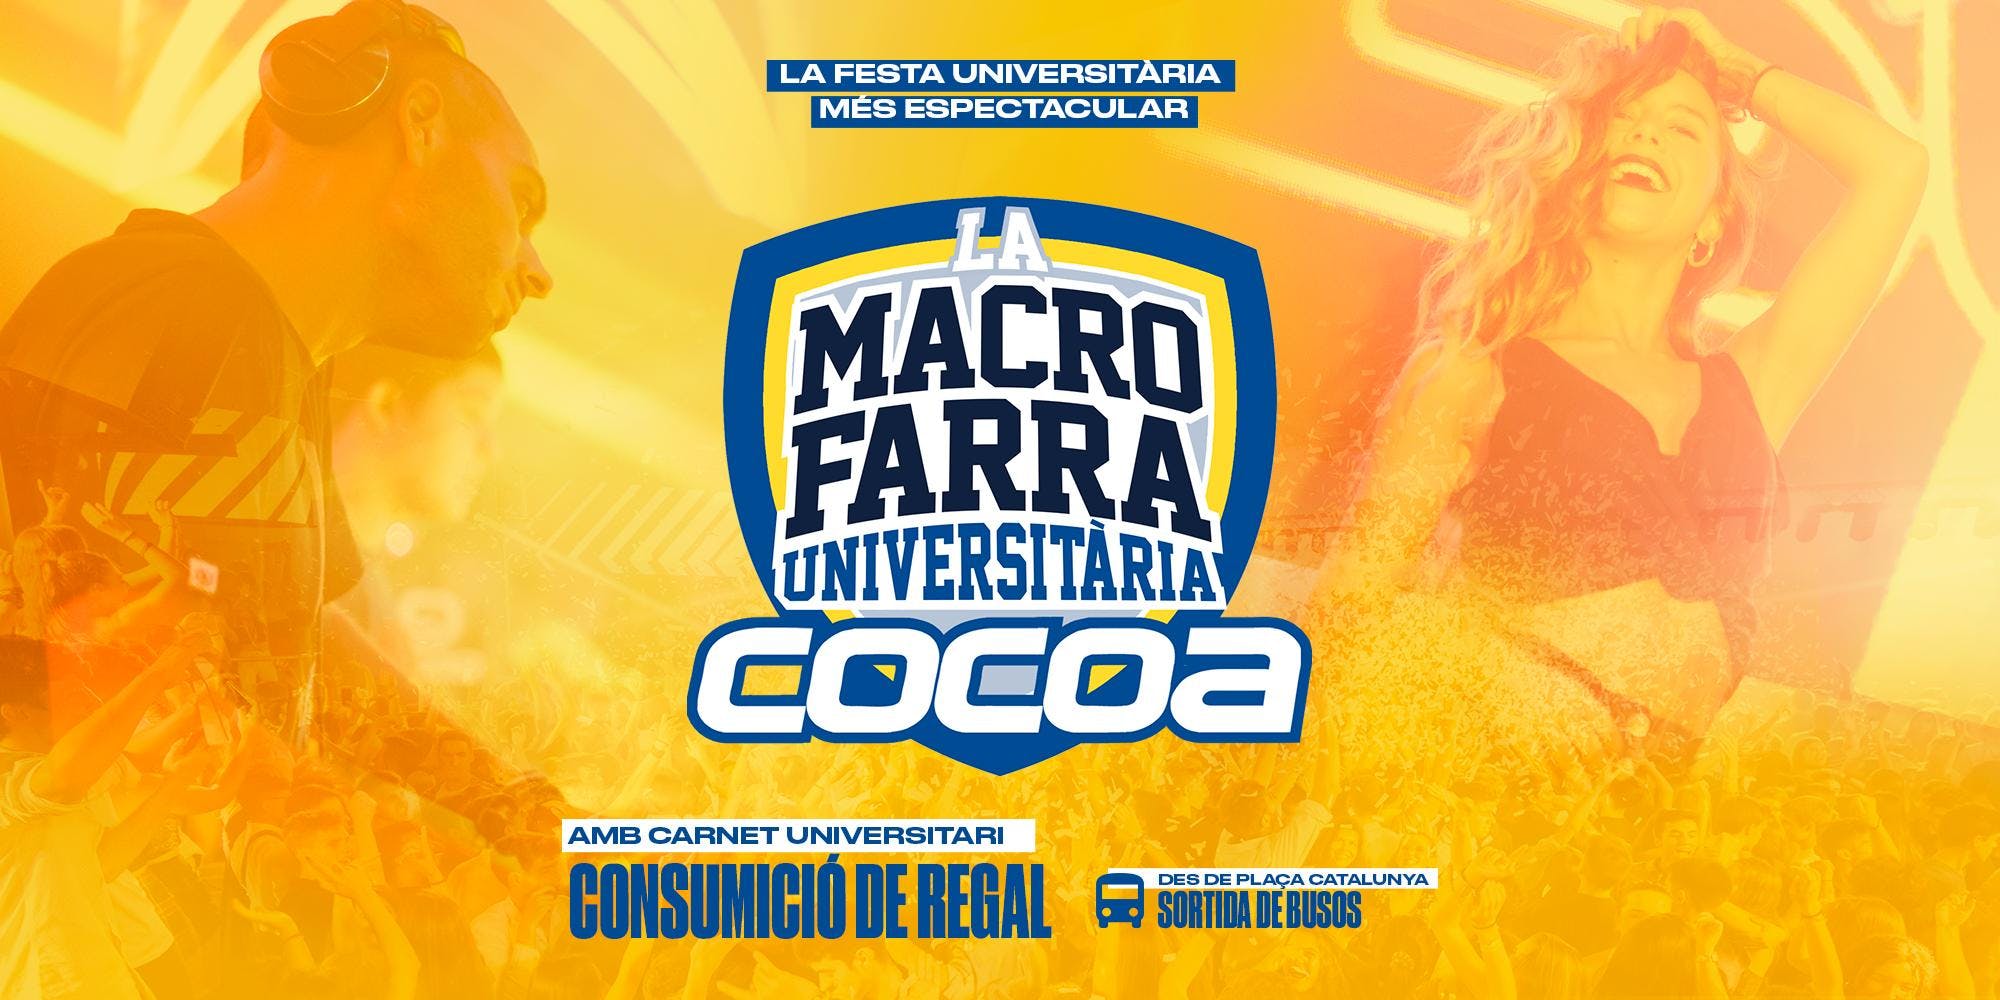 LA FESTA UNIVERSITÀRIA
MÉS ESPECTACULAR
LA
MACRO
FARRA
UNIVERSITÀRIA
COCOA
AMB CARNET UNIVERSITARI
CONSUMICIÓ DE REGAL
DES DE PLAÇA CATALUNYA
SORTIDA DE BUSOS